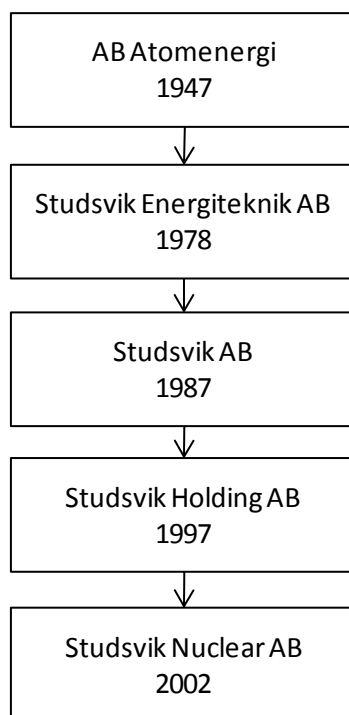 AB Atomenergi
1947
Studsvik Energiteknik AB
1978
Studsvik AB
1987
Studsvik Holding AB
1997
Studsvik Nuclear AB
2002